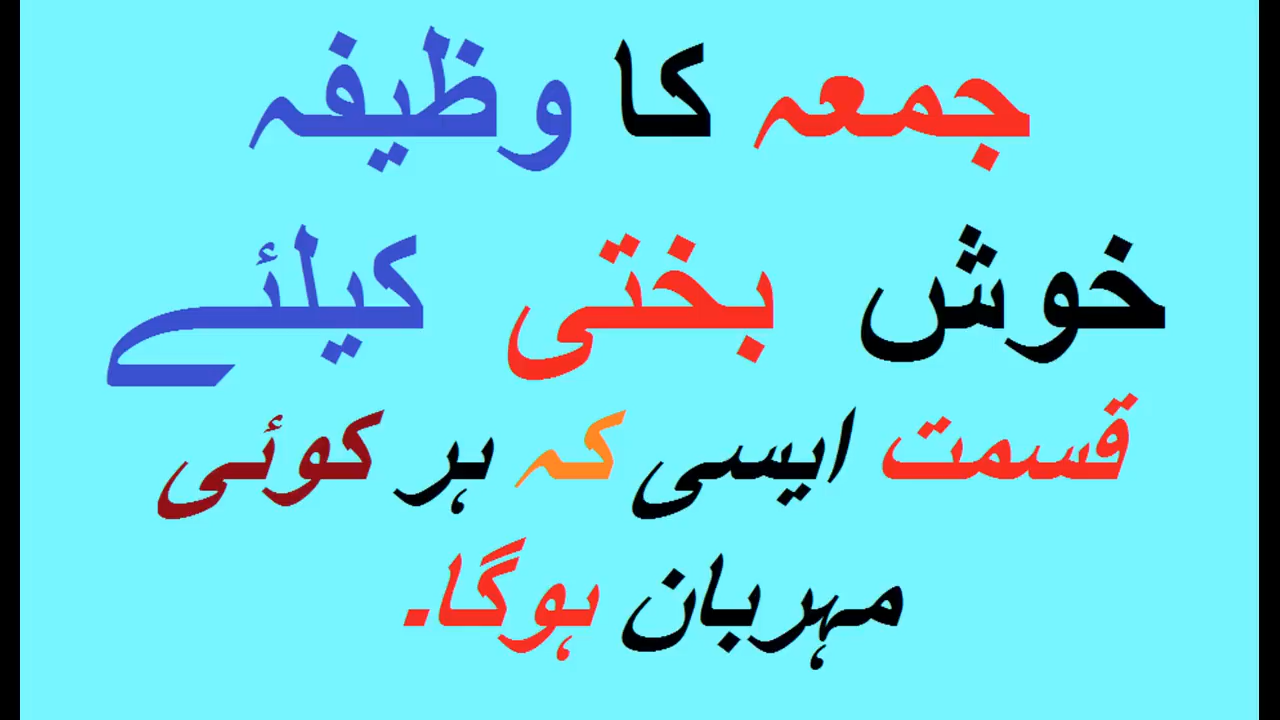 جمعہ کا وظیفہ
خوش بختی کیلئے
قسمت ایسی کہ ہر کوئی
مہربان ہوگا۔